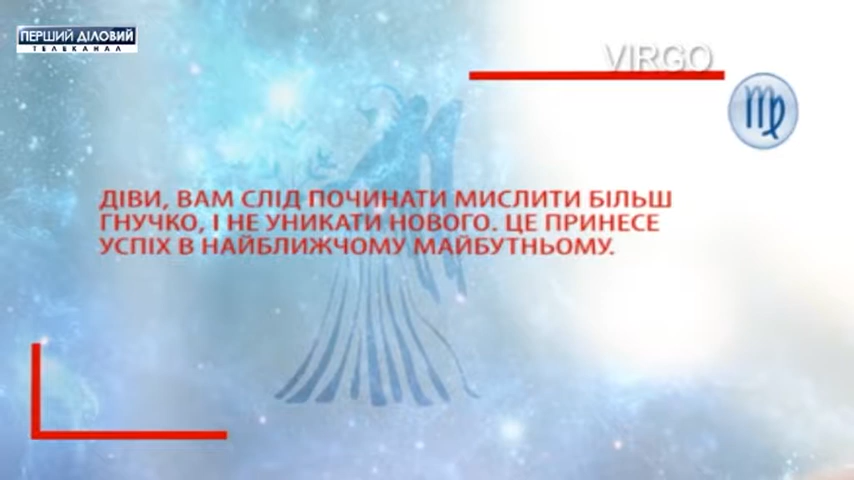 ПЕРШИЙ ДІЛОВИЙ
ТЕЛЕКАНАЛ
VIRGO
ДІВИ, ВАМ СЛІД ПОЧИНАТИ МИСЛИТИ БІЛЬШ
ГНУЧКО, І НЕ УНИКАТИ НОВОГО. ЦЕ ПРИНЕСЕ
УСПІХ В НАЙБЛИЖЧОМУ МАЙБУТНЬОМУ.